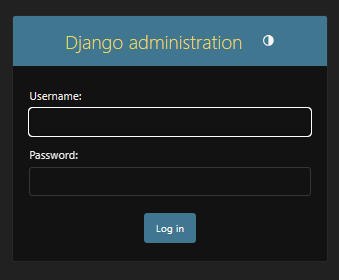 Django administration
Username:
Password:
Log in